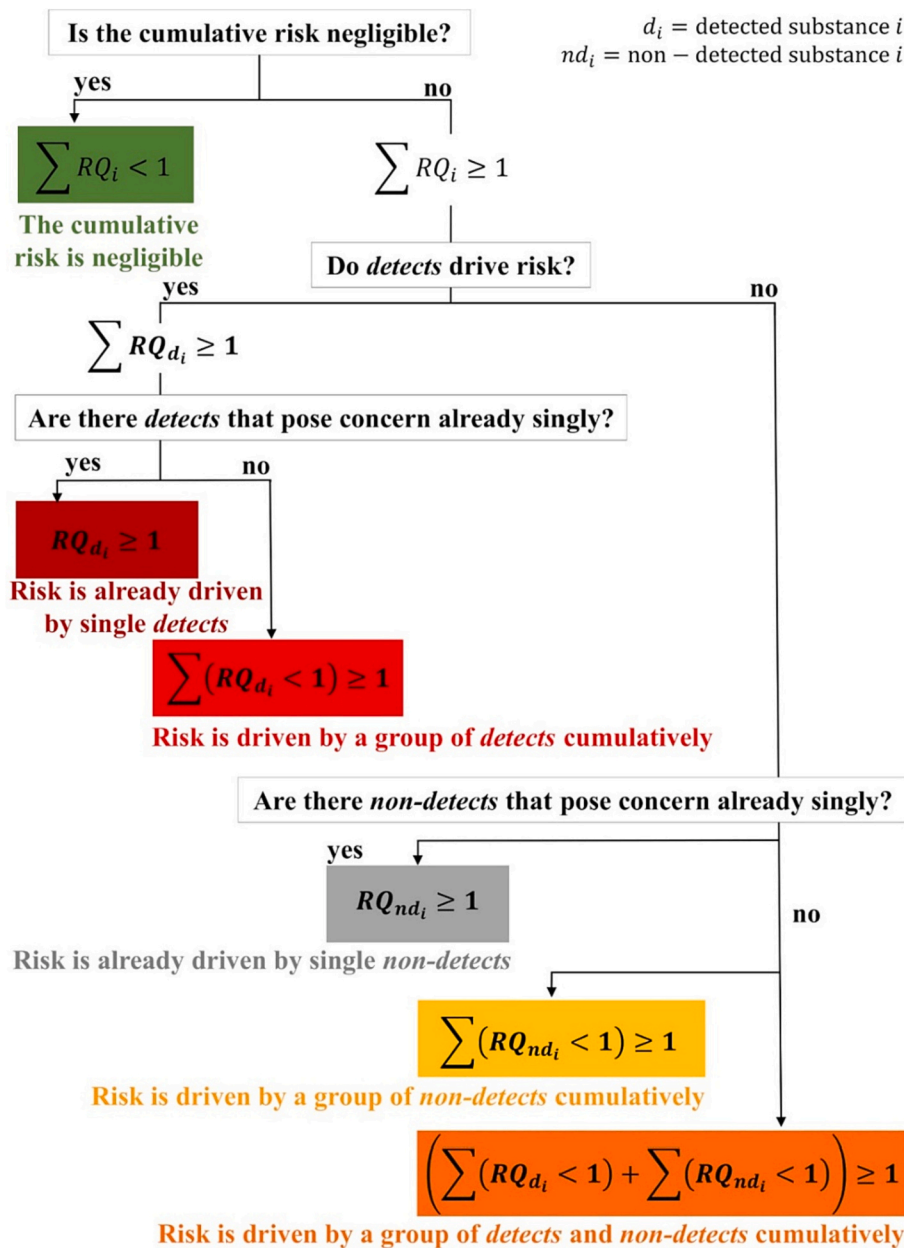 Is the cumulative risk negligible?
d_i = detected substance i
nd_i = non − detected substance i
yes
no
∑ RQ_i < 1
∑ RQ_i ≥ 1
The cumulative
risk is negligible
Do detects drive risk?
yes
no
∑ RQ_{d_i} ≥ 1
Are there detects that pose concern already singly?
yes
no
RQ_{d_i} ≥ 1
Risk is already driven
by single detects
∑(RQ_{d_i} < 1) ≥ 1
Risk is driven by a group of detects cumulatively
Are there non-detects that pose concern already singly?
yes
RQ_{nd_i} ≥ 1
no
Risk is already driven by single non-detects
∑(RQ_{nd_i} < 1) ≥ 1
Risk is driven by a group of non-detects cumulatively
(∑(RQ_{d_i} < 1) + ∑(RQ_{nd_i} < 1)) ≥ 1
Risk is driven by a group of detects and non-detects cumulatively